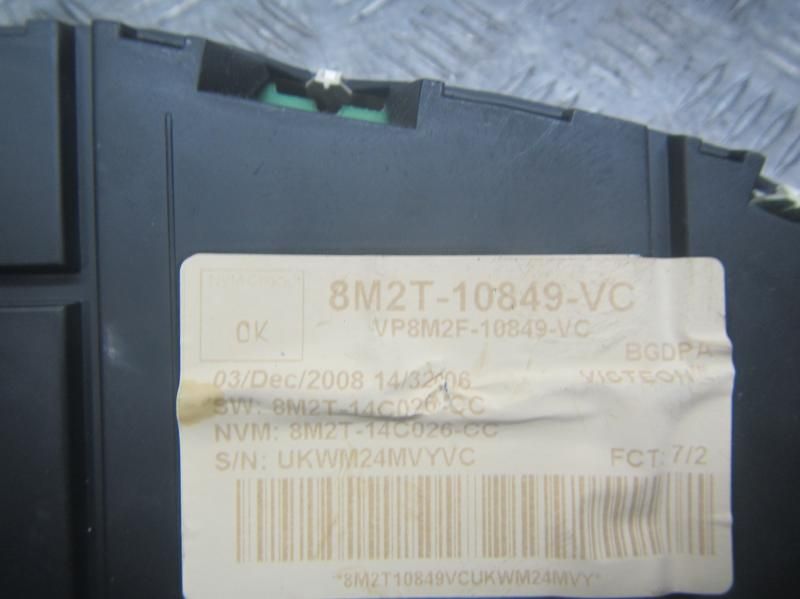 OK
8M2T-10849-VC
VP8M2F-10849-VC
BGDPA
03/Dec/2008 14/32/06
VISTEON
SW: 8M2T-14C026-CC
NVM: 8M2T-14C026-CC
S/N: UKWM24MVYVC
FCT: 7/2
*8M2T10849VCUKWM24MVY*